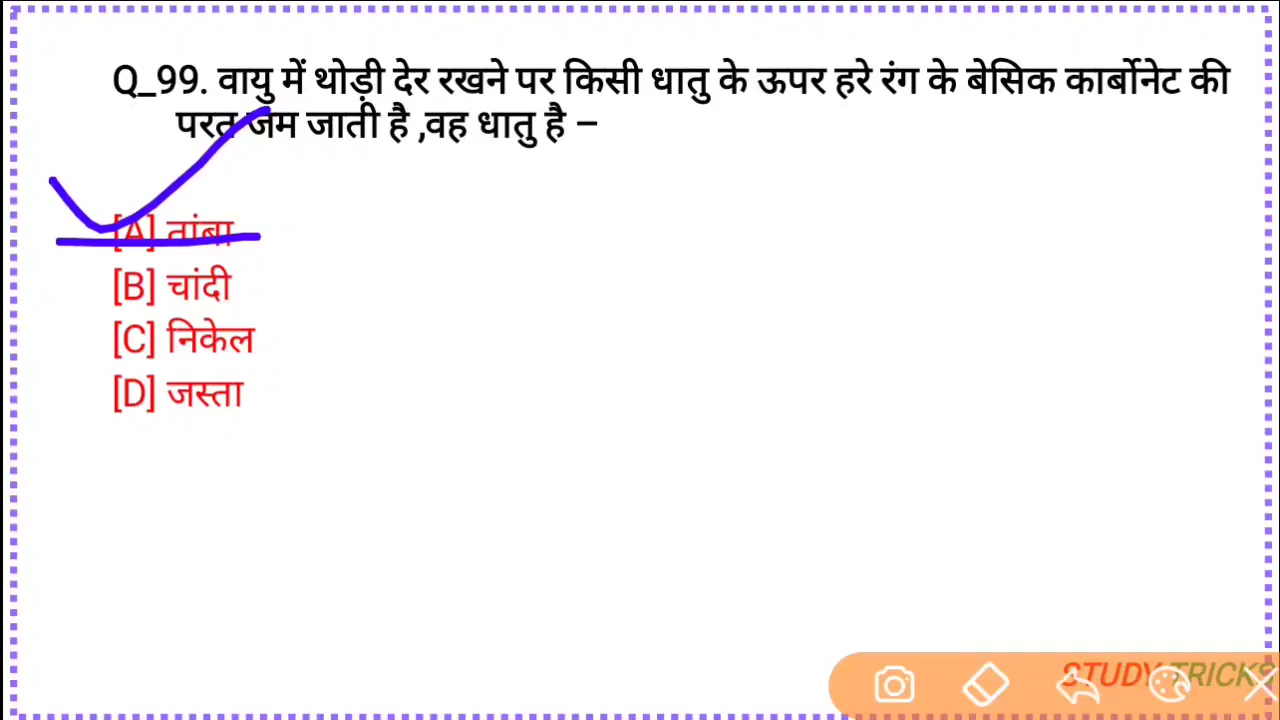 Q_99. वायु में थोड़ी देर रखने पर किसी धातु के ऊपर हरे रंग के बेसिक कार्बोनेट की
परत जम जाती है ,वह धातु है –
[A] तांबा
[B] चांदी
[C] निकेल
[D] जस्ता
STUDY TRICKS